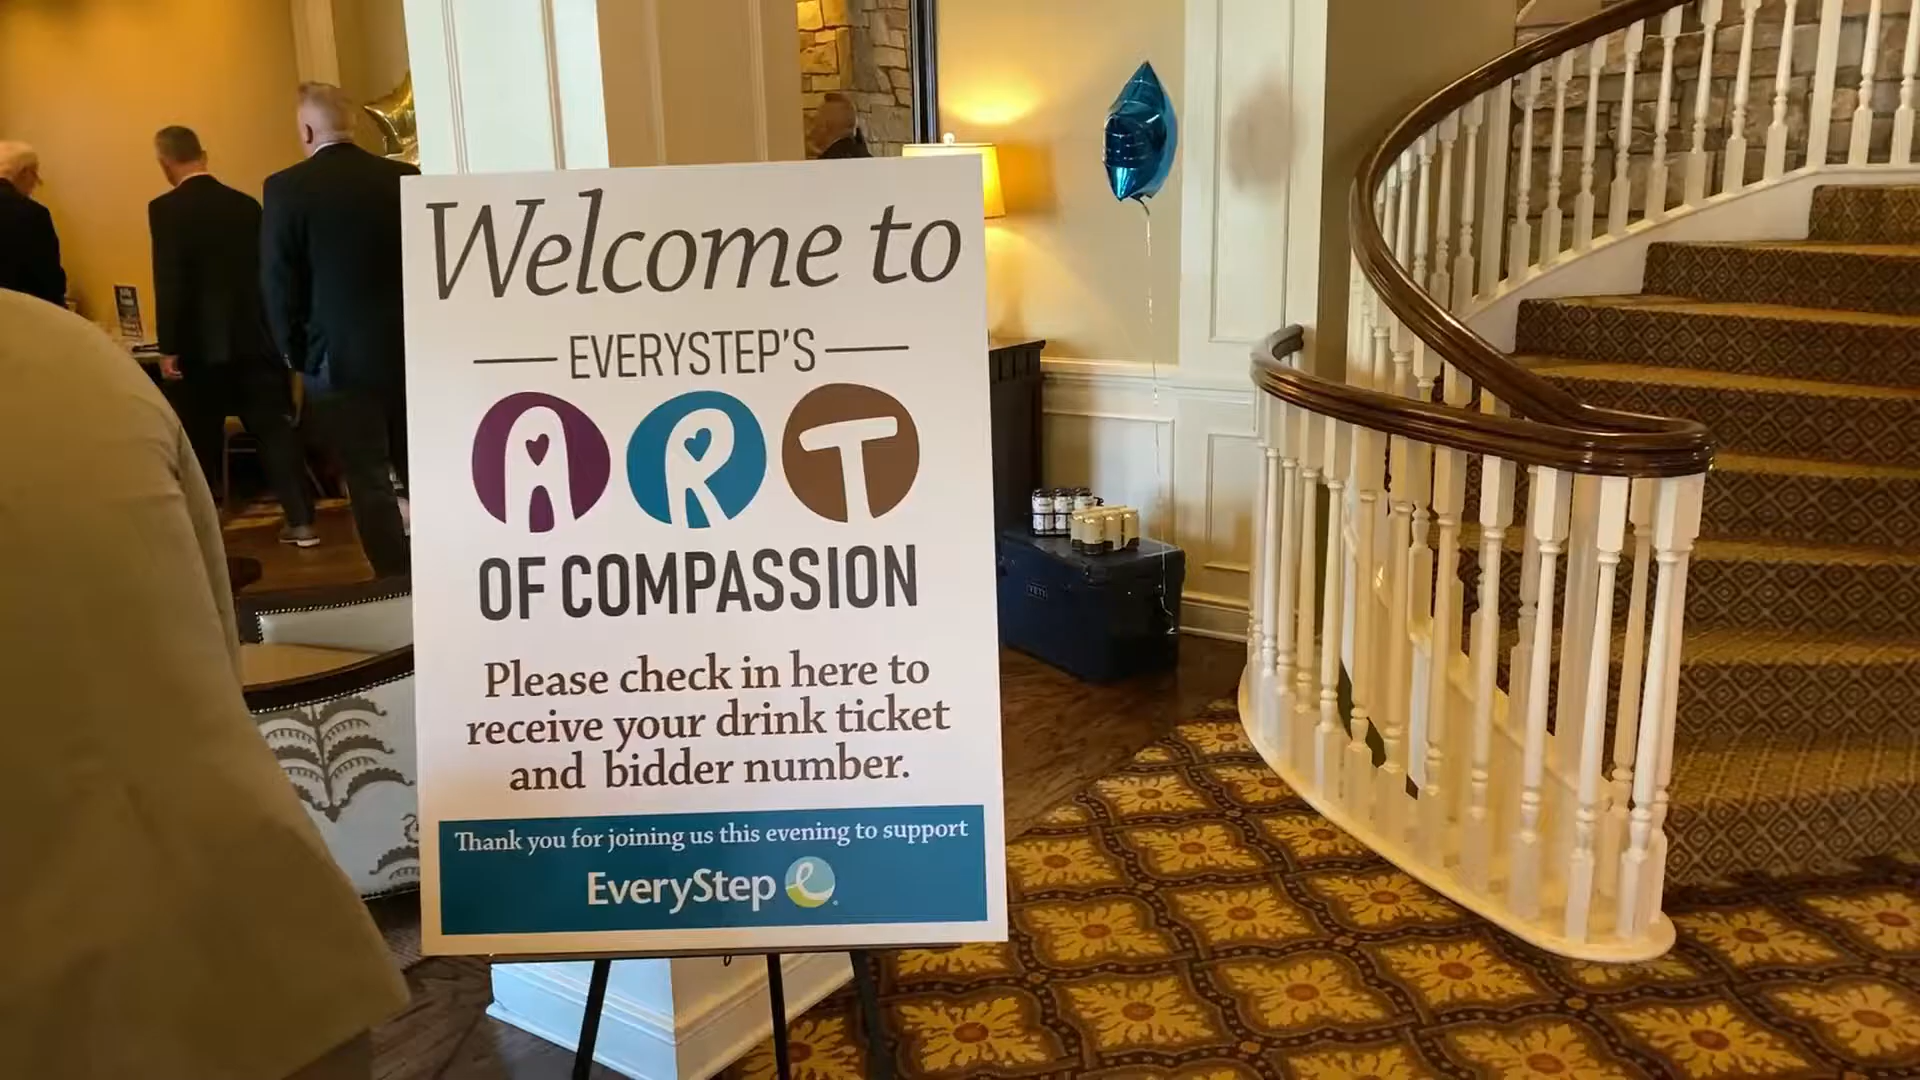 Welcome to
EVERYSTEP'S
ART
OF COMPASSION
Please check in here to
receive your drink ticket
and bidder number.
Thank you for joining us this evening to support
EveryStep
YETI